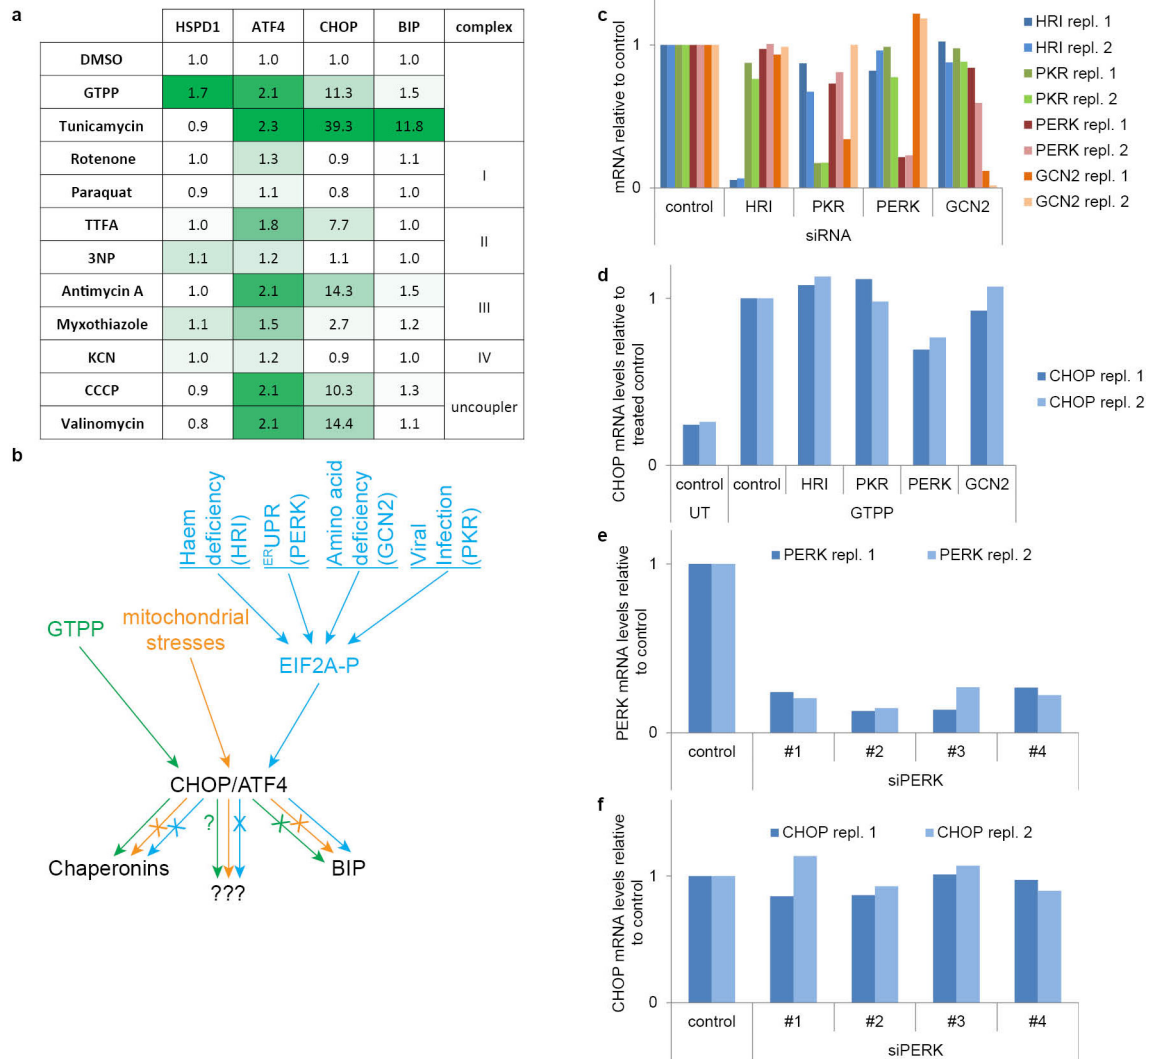 a
HSPD1 ATF4 CHOP BIP complex
DMSO 1.0 1.0 1.0 1.0
GTPP 1.7 2.1 11.3 1.5
Tunicamycin 0.9 2.3 39.3 11.8
Rotenone 1.0 1.3 0.9 1.1
I
Paraquat 0.9 1.1 0.8 1.0
TTFA 1.0 1.8 7.7 1.0
II
3NP 1.1 1.2 1.1 1.0
Antimycin A 1.0 2.1 14.3 1.5
III
Myxothiazole 1.1 1.5 2.7 1.2
KCN 1.0 1.2 0.9 1.0 IV
CCCP 0.9 2.1 10.3 1.3
uncoupler
Valinomycin 0.8 2.1 14.4 1.1
b
Haem
deficiency
(HRI)
ERUPR
(PERK)
Amino acid
deficiency
(GCN2)
Viral
Infection
(PKR)
GTPP
mitochondrial
stresses
EIF2A-P
CHOP/ATF4
?
Chaperonins
???
BIP
c
mRNA relative to control
1
0
control HRI PKR PERK GCN2
siRNA
HRI repl. 1
HRI repl. 2
PKR repl. 1
PKR repl. 2
PERK repl. 1
PERK repl. 2
GCN2 repl. 1
GCN2 repl. 2
d
CHOP mRNA levels relative to
treated control
1
0
control control HRI PKR PERK GCN2
UT GTPP
CHOP repl. 1
CHOP repl. 2
e
PERK mRNA levels relative
to control
1
0
PERK repl. 1 PERK repl. 2
control #1 #2 #3 #4
siPERK
f
CHOP mRNA levels relative
to control
1
0
CHOP repl. 1 CHOP repl. 2
control #1 #2 #3 #4
siPERK